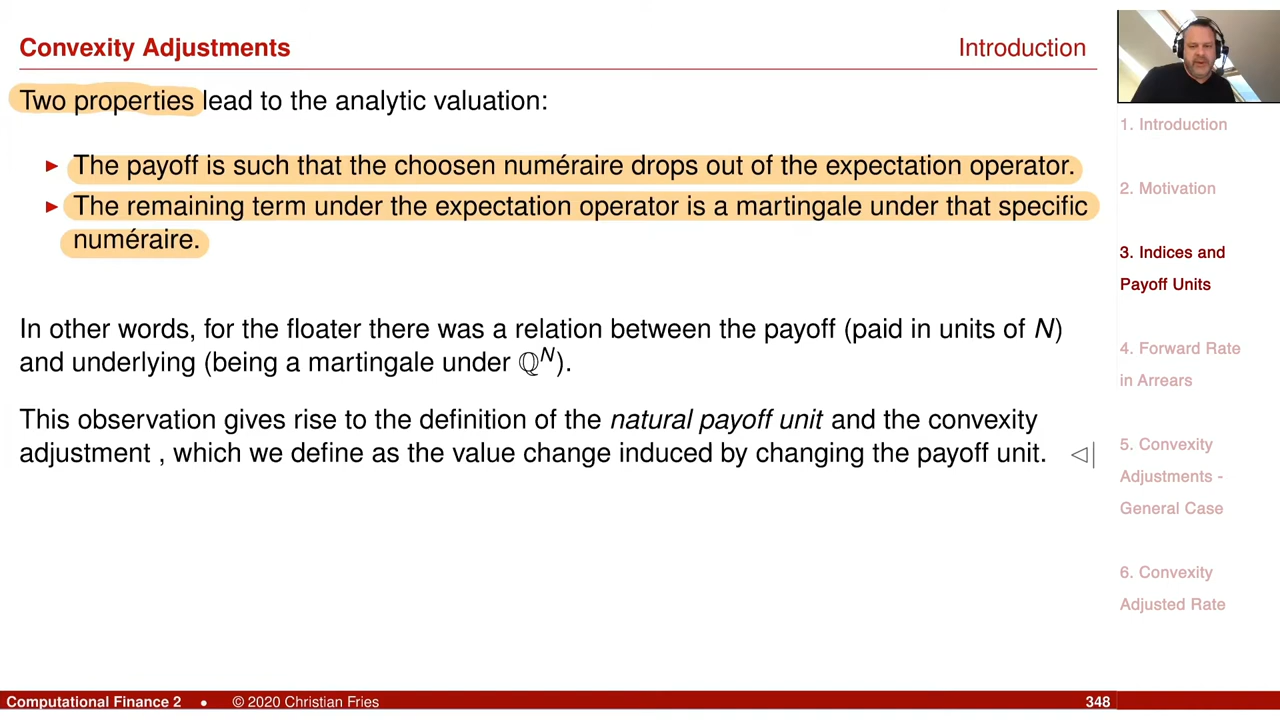 Convexity Adjustments
Introduction
Two properties lead to the analytic valuation:
▶ The payoff is such that the choosen numéraire drops out of the expectation operator.
▶ The remaining term under the expectation operator is a martingale under that specific
numéraire.
In other words, for the floater there was a relation between the payoff (paid in units of N)
and underlying (being a martingale under ℚᴺ).
This observation gives rise to the definition of the natural payoff unit and the convexity
adjustment , which we define as the value change induced by changing the payoff unit. ◁|
1. Introduction
2. Motivation
3. Indices and
Payoff Units
4. Forward Rate
in Arrears
5. Convexity
Adjustments -
General Case
6. Convexity
Adjusted Rate
Computational Finance 2 • © 2020 Christian Fries
348